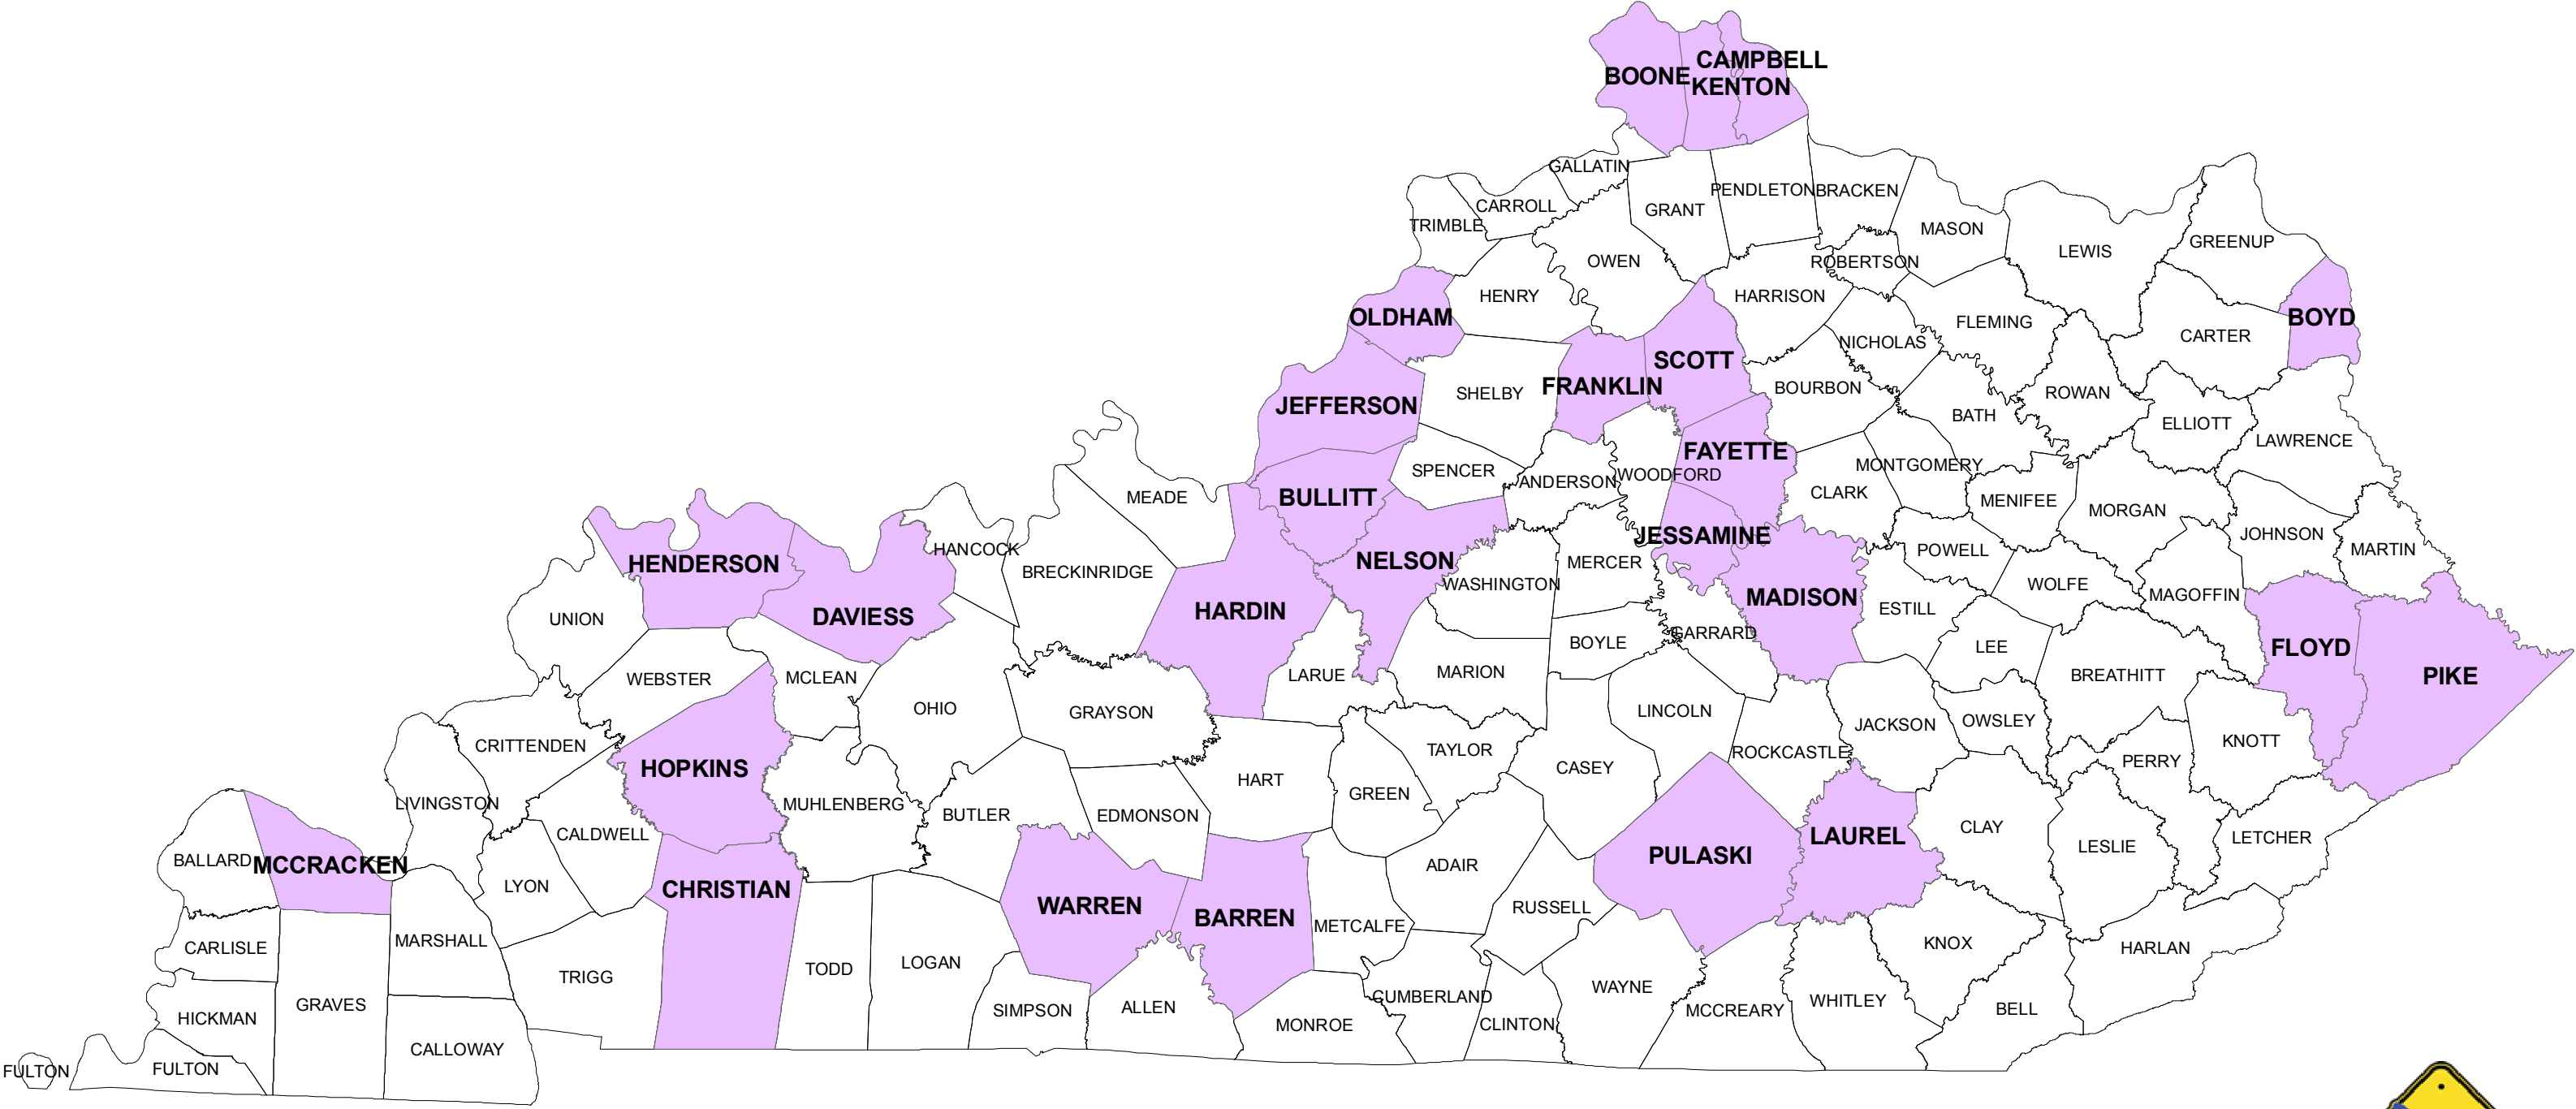 CAMPBELL
BOONE
KENTON
GALLATIN
PENDLETON
BRACKEN
CARROLL
GRANT
TRIMBLE
MASON
GREENUP
LEWIS
OWEN
ROBERTSON
HENRY
HARRISON
OLDHAM
BOYD
FLEMING
CARTER
NICHOLAS
SCOTT
FRANKLIN
BOURBON
SHELBY
ROWAN
JEFFERSON
BATH
ELLIOTT
LAWRENCE
FAYETTE
MONTGOMERY
SPENCER
WOODFORD
ANDERSON
CLARK
MEADE
BULLITT
MENIFEE
MORGAN
JOHNSON
JESSAMINE
HANCOCK
POWELL
MARTIN
NELSON
MERCER
HENDERSON
BRECKINRIDGE
WASHINGTON
WOLFE
MAGOFFIN
MADISON
ESTILL
HARDIN
DAVIESS
UNION
GARRARD
BOYLE
LEE
FLOYD
MARION
LARUE
BREATHITT
PIKE
WEBSTER
MCLEAN
OHIO
GRAYSON
LINCOLN
OWSLEY
JACKSON
KNOTT
CRITTENDEN
TAYLOR
ROCKCASTLE
PERRY
HOPKINS
CASEY
HART
GREEN
LIVINGSTON
MUHLENBERG
BUTLER
EDMONSON
CLAY
CALDWELL
LAUREL
LETCHER
LESLIE
PULASKI
BALLARD
MCCRACKEN
ADAIR
LYON
CHRISTIAN
WARREN
RUSSELL
BARREN
METCALFE
MARSHALL
CARLISLE
KNOX
HARLAN
LOGAN
TODD
TRIGG
WAYNE
CUMBERLAND
WHITLEY
GRAVES
ALLEN
SIMPSON
MCCREARY
BELL
HICKMAN
MONROE
CLINTON
CALLOWAY
FULTON
FULTON